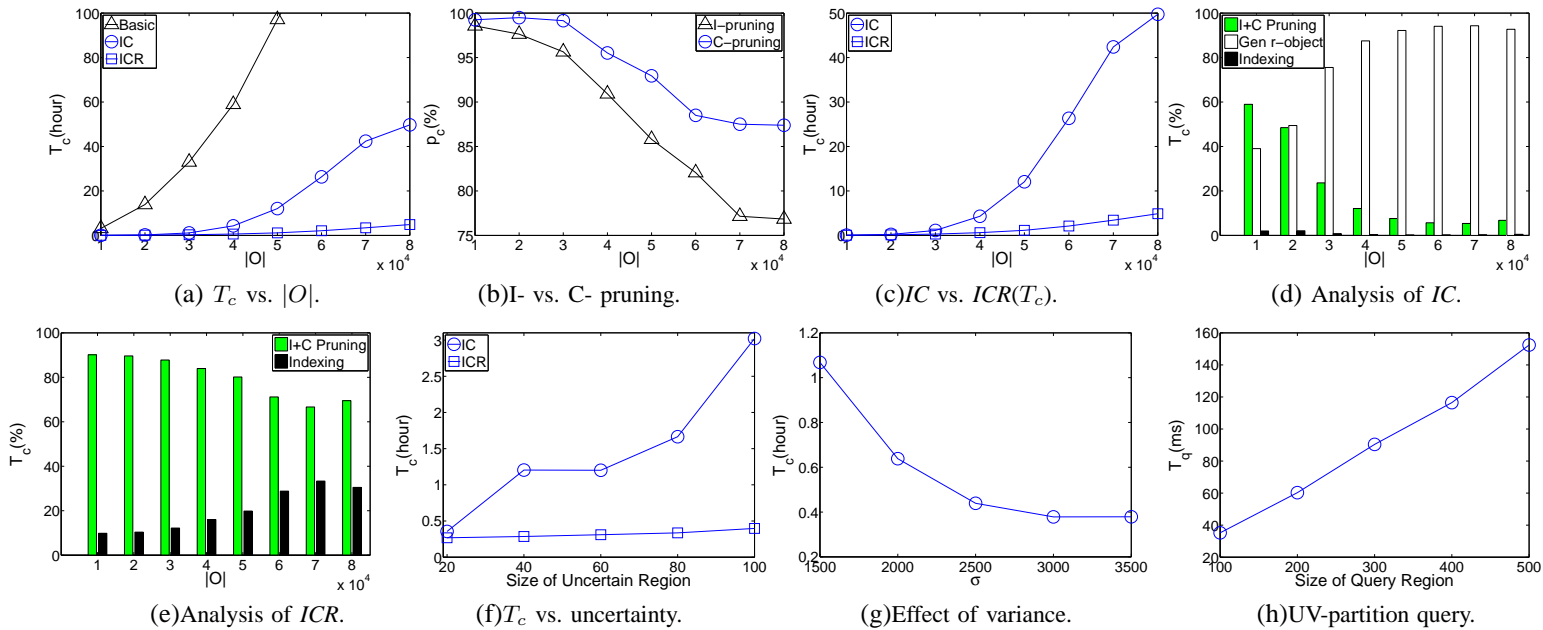 100
80
60
40
20
0
T_c(hour)
Basic
IC
ICR
1 2 3 4 5 6 7 8
|O|
x 10^4
(a) T_c vs. |O|.
100
95
90
85
80
75
p_c(%)
I−pruning
C−pruning
1 2 3 4 5 6 7 8
|O|
x 10^4
(b)I- vs. C- pruning.
50
40
30
20
10
0
T_c(hour)
IC
ICR
1 2 3 4 5 6 7 8
|O|
x 10^4
(c)IC vs. ICR(T_c).
100
80
60
40
20
0
T_c(%)
I+C Pruning
Gen r−object
Indexing
1 2 3 4 5 6 7 8
|O|
x 10^4
(d) Analysis of IC.
100
80
60
40
20
0
T_c(%)
I+C Pruning
Indexing
1 2 3 4 5 6 7 8
|O|
x 10^4
(e)Analysis of ICR.
3
2.5
2
1.5
1
0.5
0
T_c(hour)
IC
ICR
20 40 60 80 100
Size of Uncertain Region
(f)T_c vs. uncertainty.
1.2
1
0.8
0.6
0.4
0.2
T_c(hour)
1500 2000 2500 3000 3500
σ
(g)Effect of variance.
160
140
120
100
80
60
40
20
T_q(ms)
100 200 300 400 500
Size of Query Region
(h)UV-partition query.